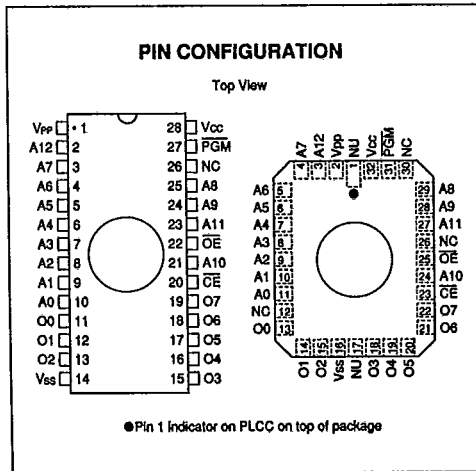 PIN CONFIGURATION
Top View
VPP 1 28 Vcc
A12 2 27 PGM
A7 3 26 NC
A6 4 25 A8
A5 5 24 A9
A4 6 23 A11
A3 7 22 OE
A2 8 21 A10
A1 9 20 CE
A0 10 19 O7
O0 11 18 O6
O1 12 17 O5
O2 13 16 O4
Vss 14 15 O3
A7 A12 Vpp NU Vcc PGM NC
4 3 2 1 32 31 30
A6 5 29 A8
A5 6 28 A9
A4 7 27 A11
A3 8 26 NC
A2 9 25 OE
A1 10 24 A10
A0 11 23 CE
NC 12 22 O7
O0 13 21 O6
14 15 16 17 18 19 20
O1 O2 Vss NU O3 O4 O5
●Pin 1 Indicator on PLCC on top of package